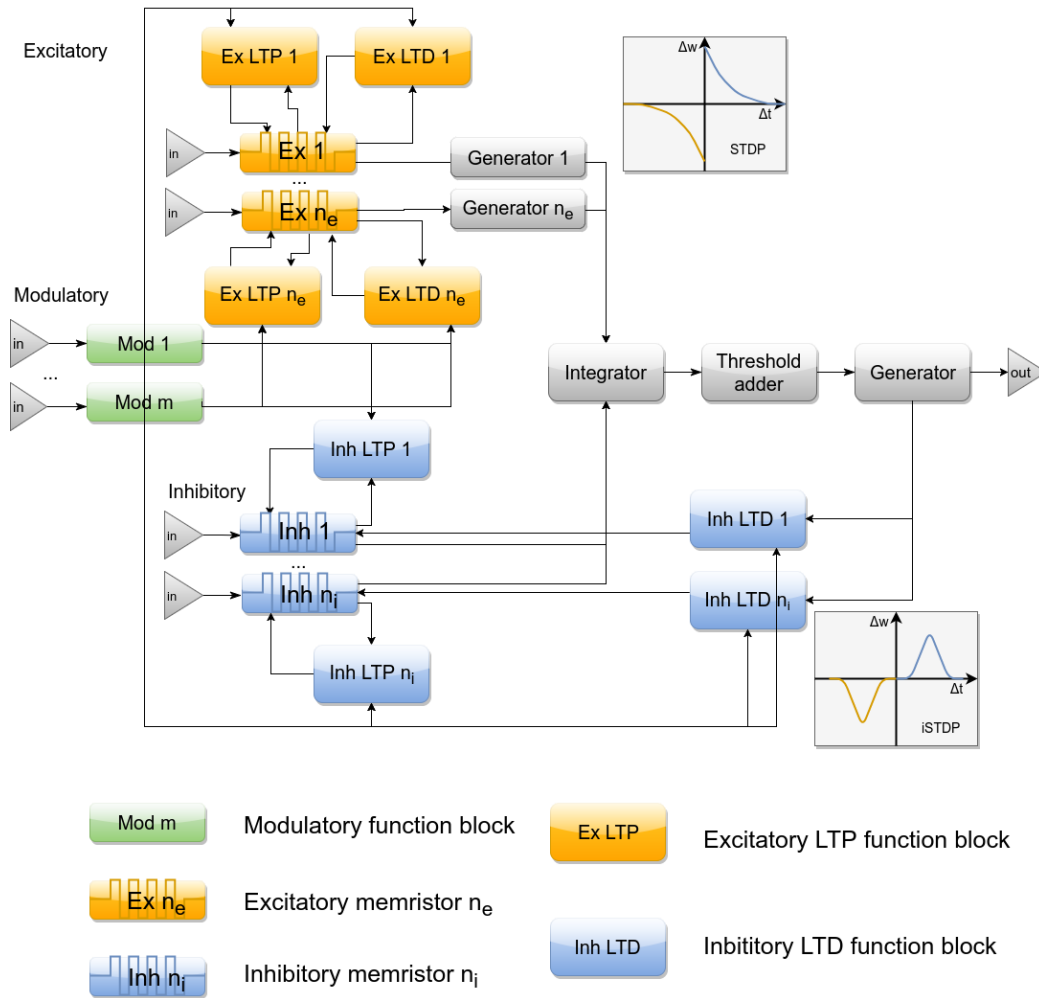 Excitatory
Ex LTP 1
Ex LTD 1
Δw
Δt
STDP
in
Ex 1
Generator 1
...
in
Ex ne
Generator ne
Ex LTP ne
Ex LTD ne
Modulatory
in
Mod 1
...
in
Mod m
Integrator
Threshold
adder
Generator
out
Inh LTP 1
Inhibitory
in
Inh 1
Inh LTD 1
...
in
Inh ni
Inh LTD ni
Inh LTP ni
Δw
Δt
iSTDP
Mod m
Modulatory function block
Ex LTP
Excitatory LTP function block
Ex ne
Excitatory memristor ne
Inh LTD
Inbititory LTD function block
Inh ni
Inhibitory memristor ni